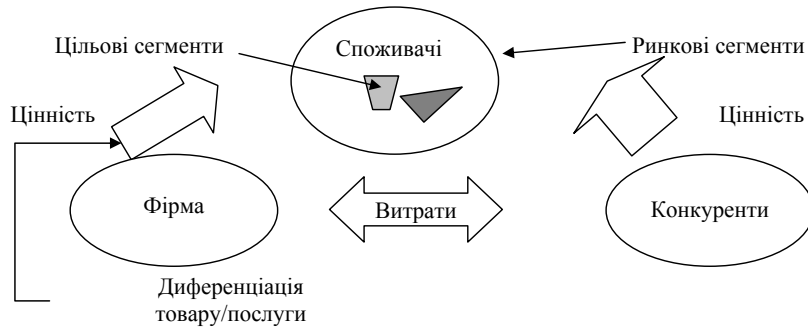 Цільові сегменти
Споживачі
Ринкові сегменти
Цінність
Цінність
Фірма
Витрати
Конкуренти
Диференціація
товару/послуги